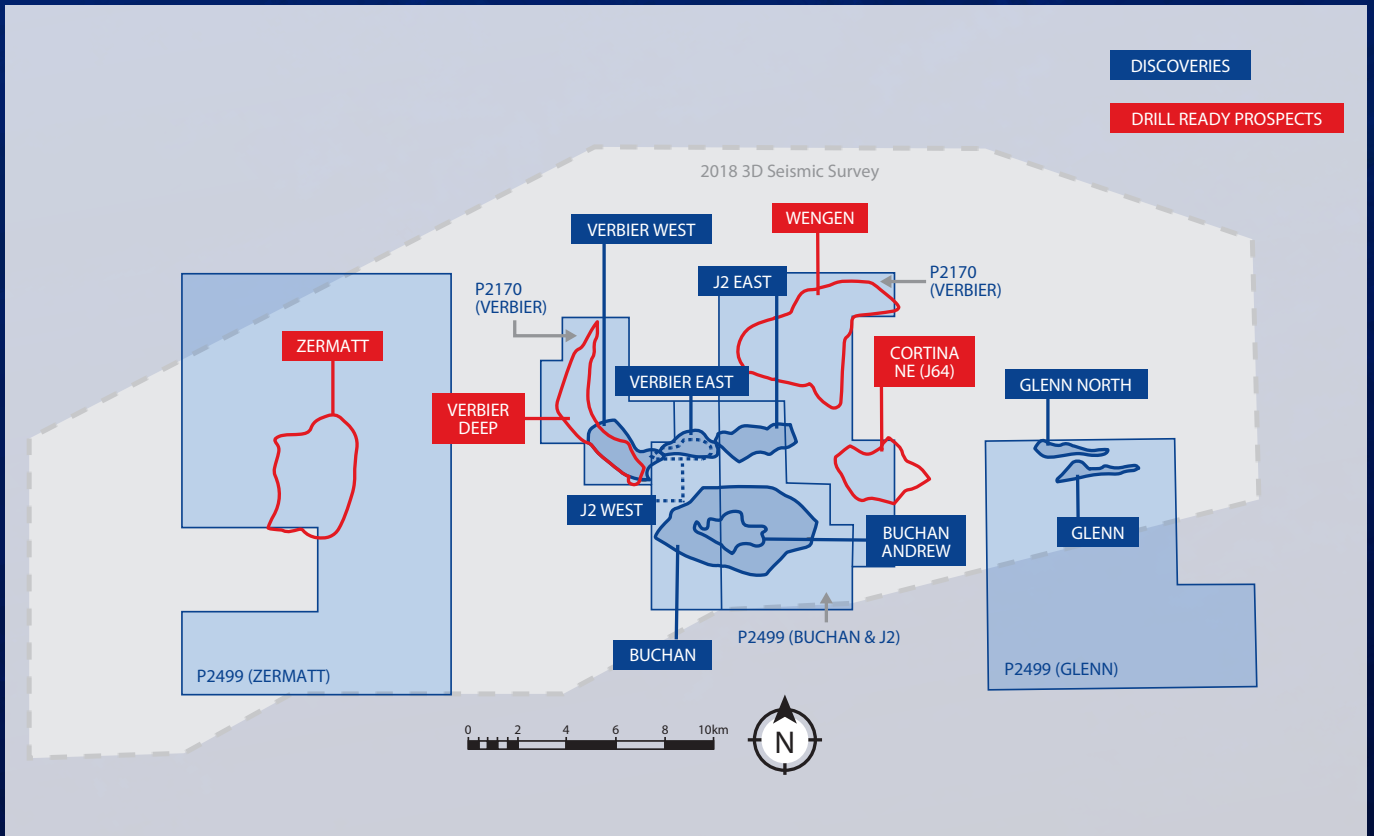 DISCOVERIES
DRILL READY PROSPECTS
2018 3D Seismic Survey
WENGEN
VERBIER WEST
J2 EAST
P2170
(VERBIER)
P2170
(VERBIER)
ZERMATT
CORTINA
NE (J64)
VERBIER EAST
GLENN NORTH
VERBIER
DEEP
J2 WEST
BUCHAN
ANDREW
GLENN
P2499 (BUCHAN & J2)
BUCHAN
P2499 (ZERMATT)
P2499 (GLENN)
0 2 4 6 8 10km
N